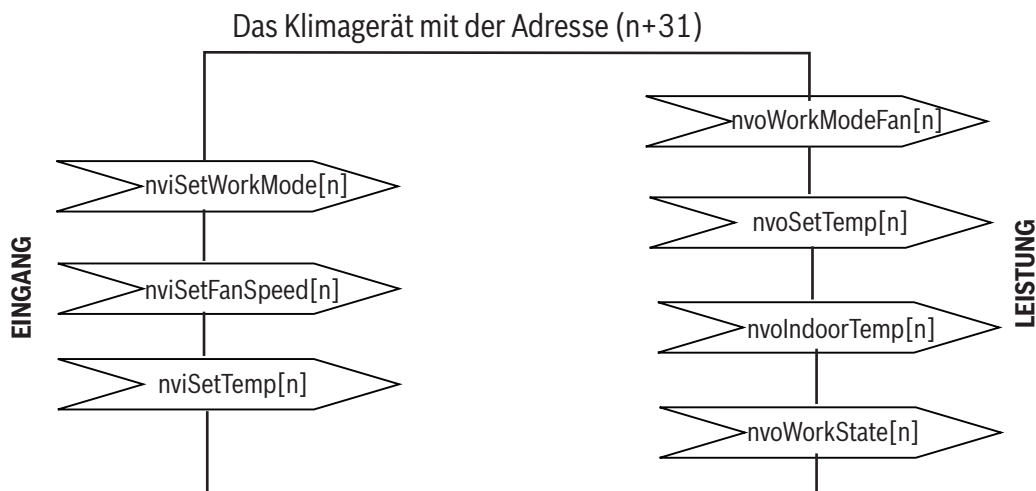 Das Klimagerät mit der Adresse (n+31)
EINGANG
nviSetWorkMode[n]
nviSetFanSpeed[n]
nviSetTemp[n]
nvoWorkModeFan[n]
nvoSetTemp[n]
nvoIndoorTemp[n]
nvoWorkState[n]
LEISTUNG